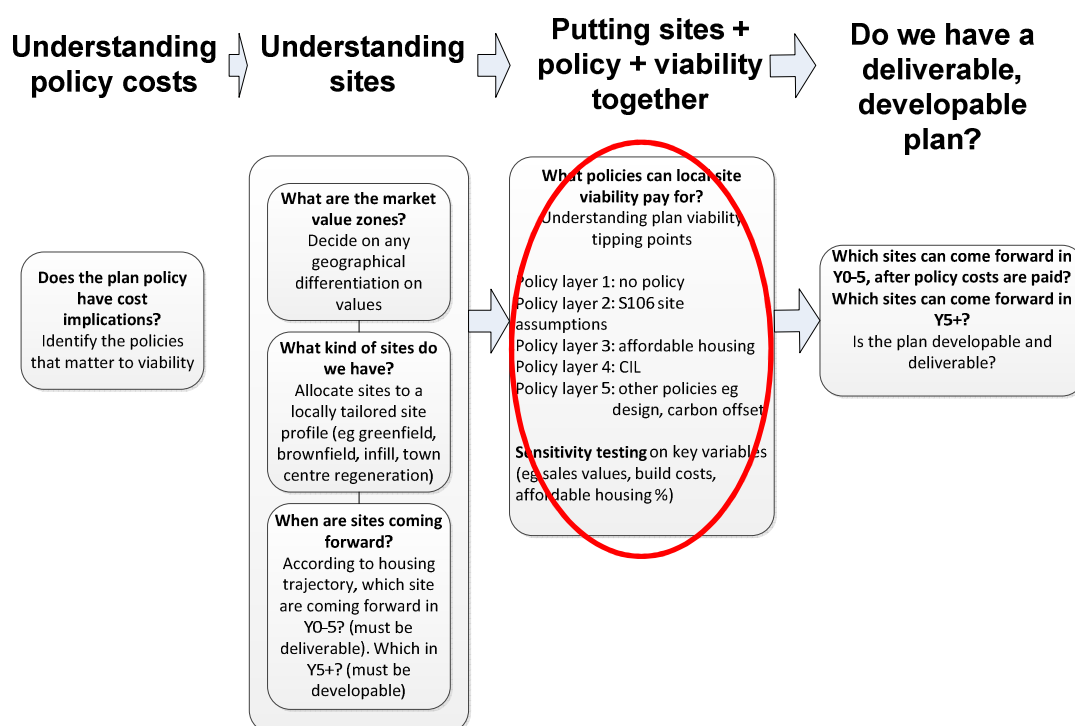 Understanding
policy costs
Understanding
sites
Putting sites +
policy + viability
together
Do we have a
deliverable,
developable
plan?
Does the plan policy
have cost
implications?
Identify the policies
that matter to viability
What are the market
value zones?
Decide on any
geographical
differentiation on
values
What kind of sites do
we have?
Allocate sites to a
locally tailored site
profile (eg greenfield,
brownfield, infill, town
centre regeneration)
When are sites coming
forward?
According to housing
trajectory, which site
are coming forward in
Y0-5? (must be
deliverable). Which in
Y5+? (must be
developable)
What policies can local site
viability pay for?
Understanding plan viability
tipping points
Policy layer 1: no policy
Policy layer 2: S106 site
assumptions
Policy layer 3: affordable housing
Policy layer 4: CIL
Policy layer 5: other policies eg
design, carbon offset
Sensitivity testing on key variables
(eg sales values, build costs,
affordable housing %)
Which sites can come forward in
Y0-5, after policy costs are paid?
Which sites can come forward in
Y5+?
Is the plan developable and
deliverable?